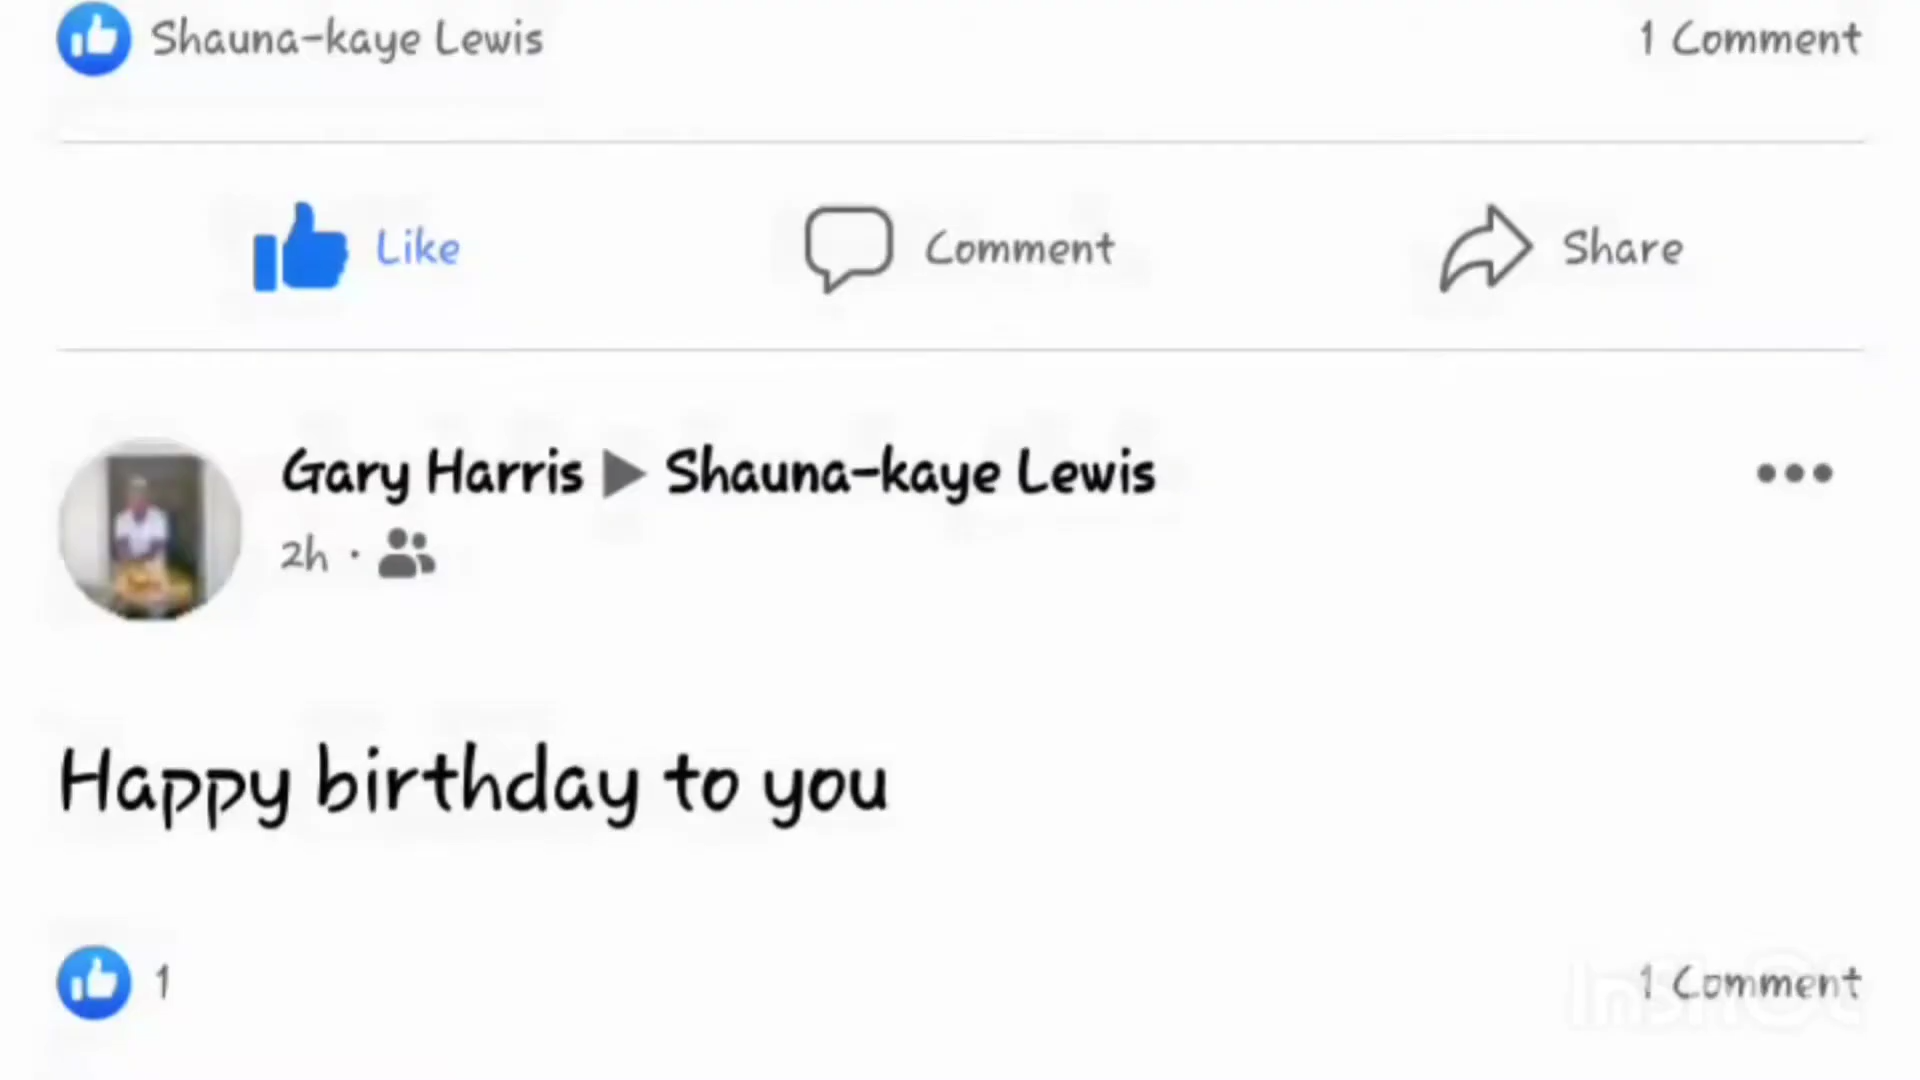 Shauna-kaye Lewis 1 Comment
Like Comment Share
Gary Harris ▶ Shauna-kaye Lewis
2h ·
Happy birthday to you
1 1 Comment
InShOt